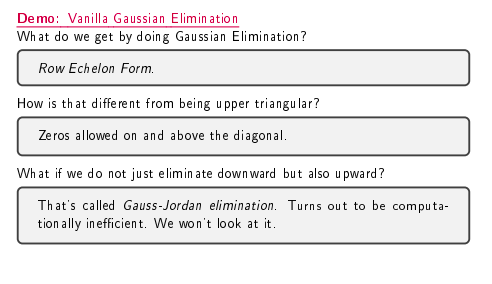 Demo: Vanilla Gaussian Elimination
What do we get by doing Gaussian Elimination?
Row Echelon Form.
How is that different from being upper triangular?
Zeros allowed on and above the diagonal.
What if we do not just eliminate downward but also upward?
That's called Gauss-Jordan elimination. Turns out to be computa-
tionally inefficient. We won't look at it.